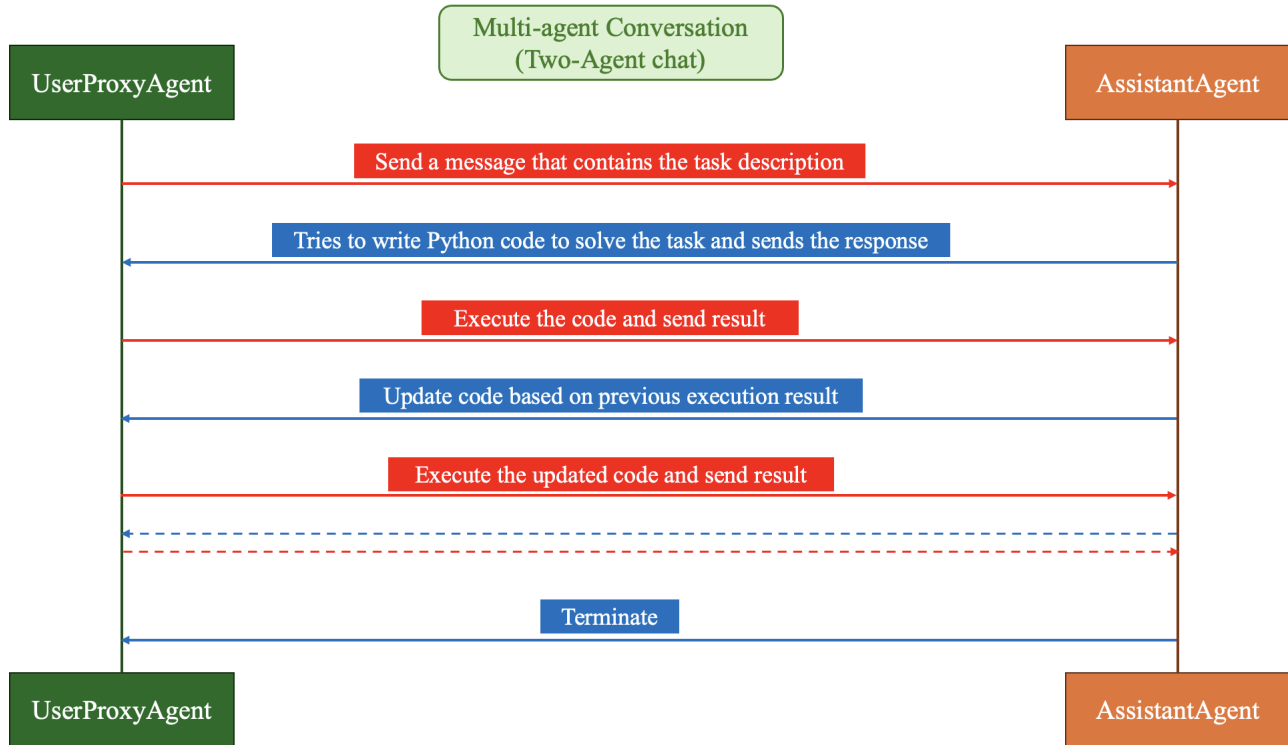 Multi-agent Conversation
(Two-Agent chat)
UserProxyAgent
AssistantAgent
Send a message that contains the task description
Tries to write Python code to solve the task and sends the response
Execute the code and send result
Update code based on previous execution result
Execute the updated code and send result
Terminate
UserProxyAgent
AssistantAgent